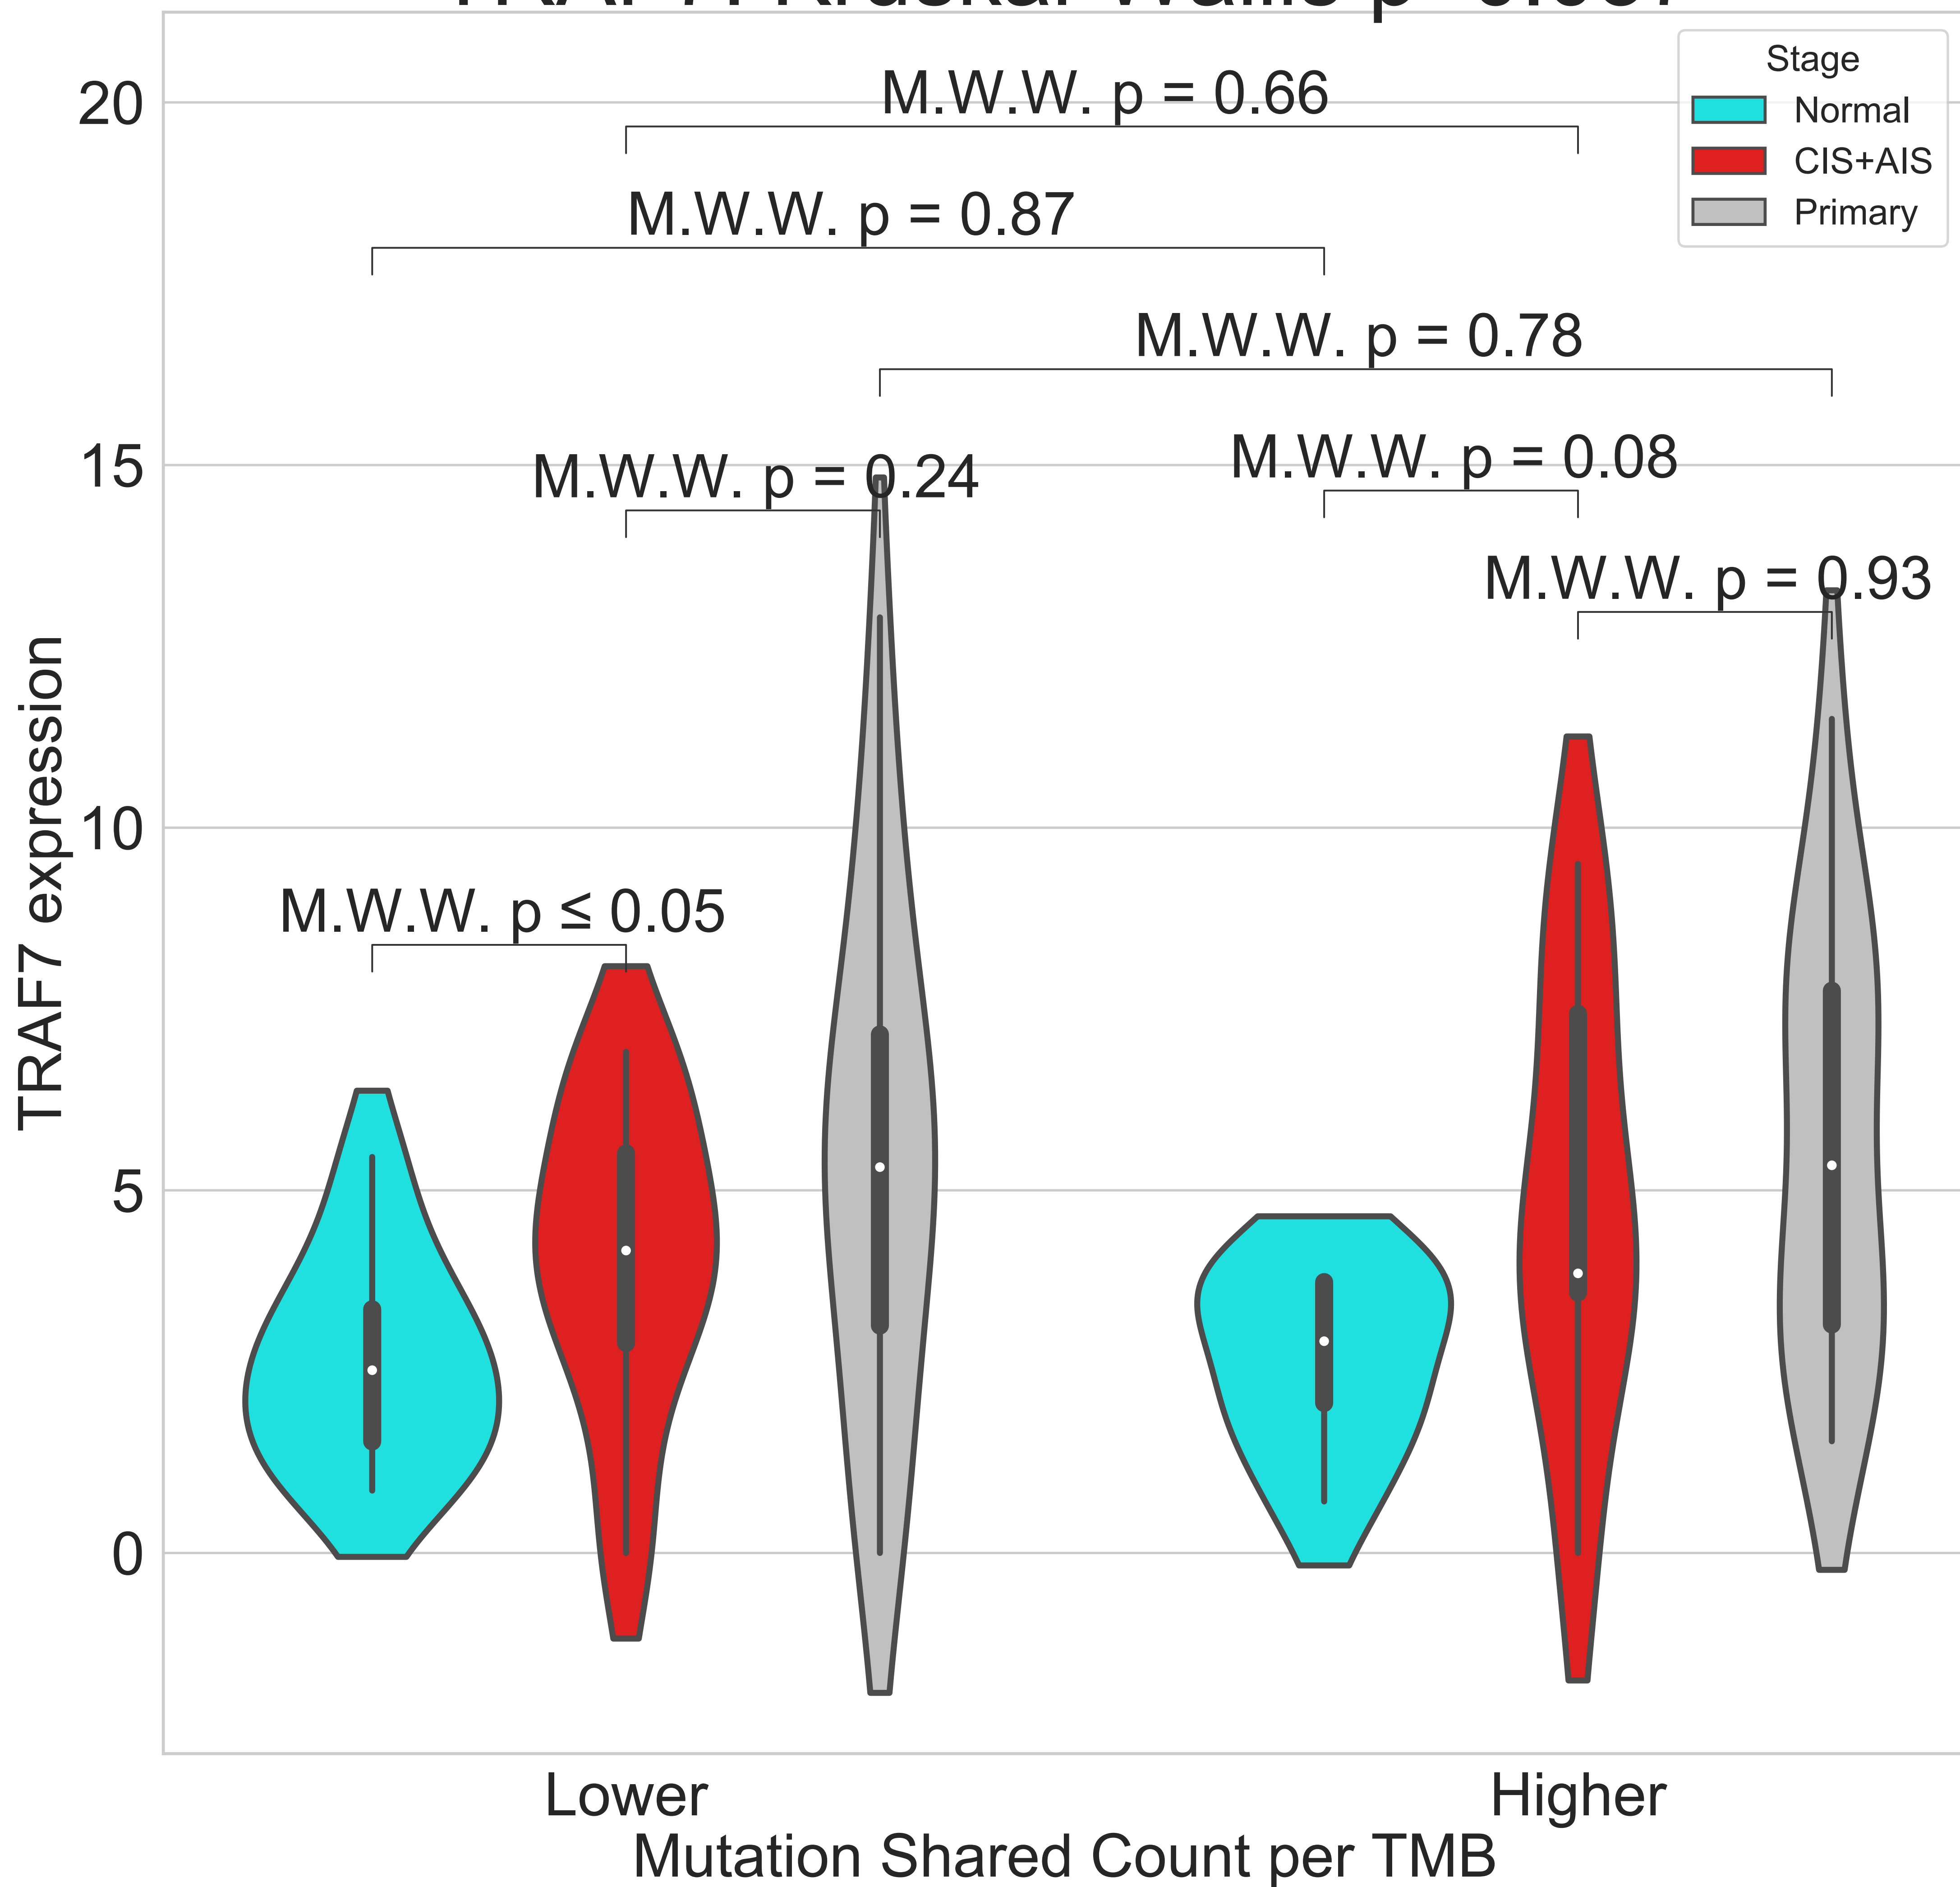 Stage
Normal
CIS+AIS
Primary
M.W.W. p = 0.66
M.W.W. p = 0.87
M.W.W. p = 0.78
M.W.W. p = 0.24
M.W.W. p = 0.08
M.W.W. p = 0.93
M.W.W. p ≤ 0.05
20
15
10
5
0
TRAF7 expression
Lower
Higher
Mutation Shared Count per TMB